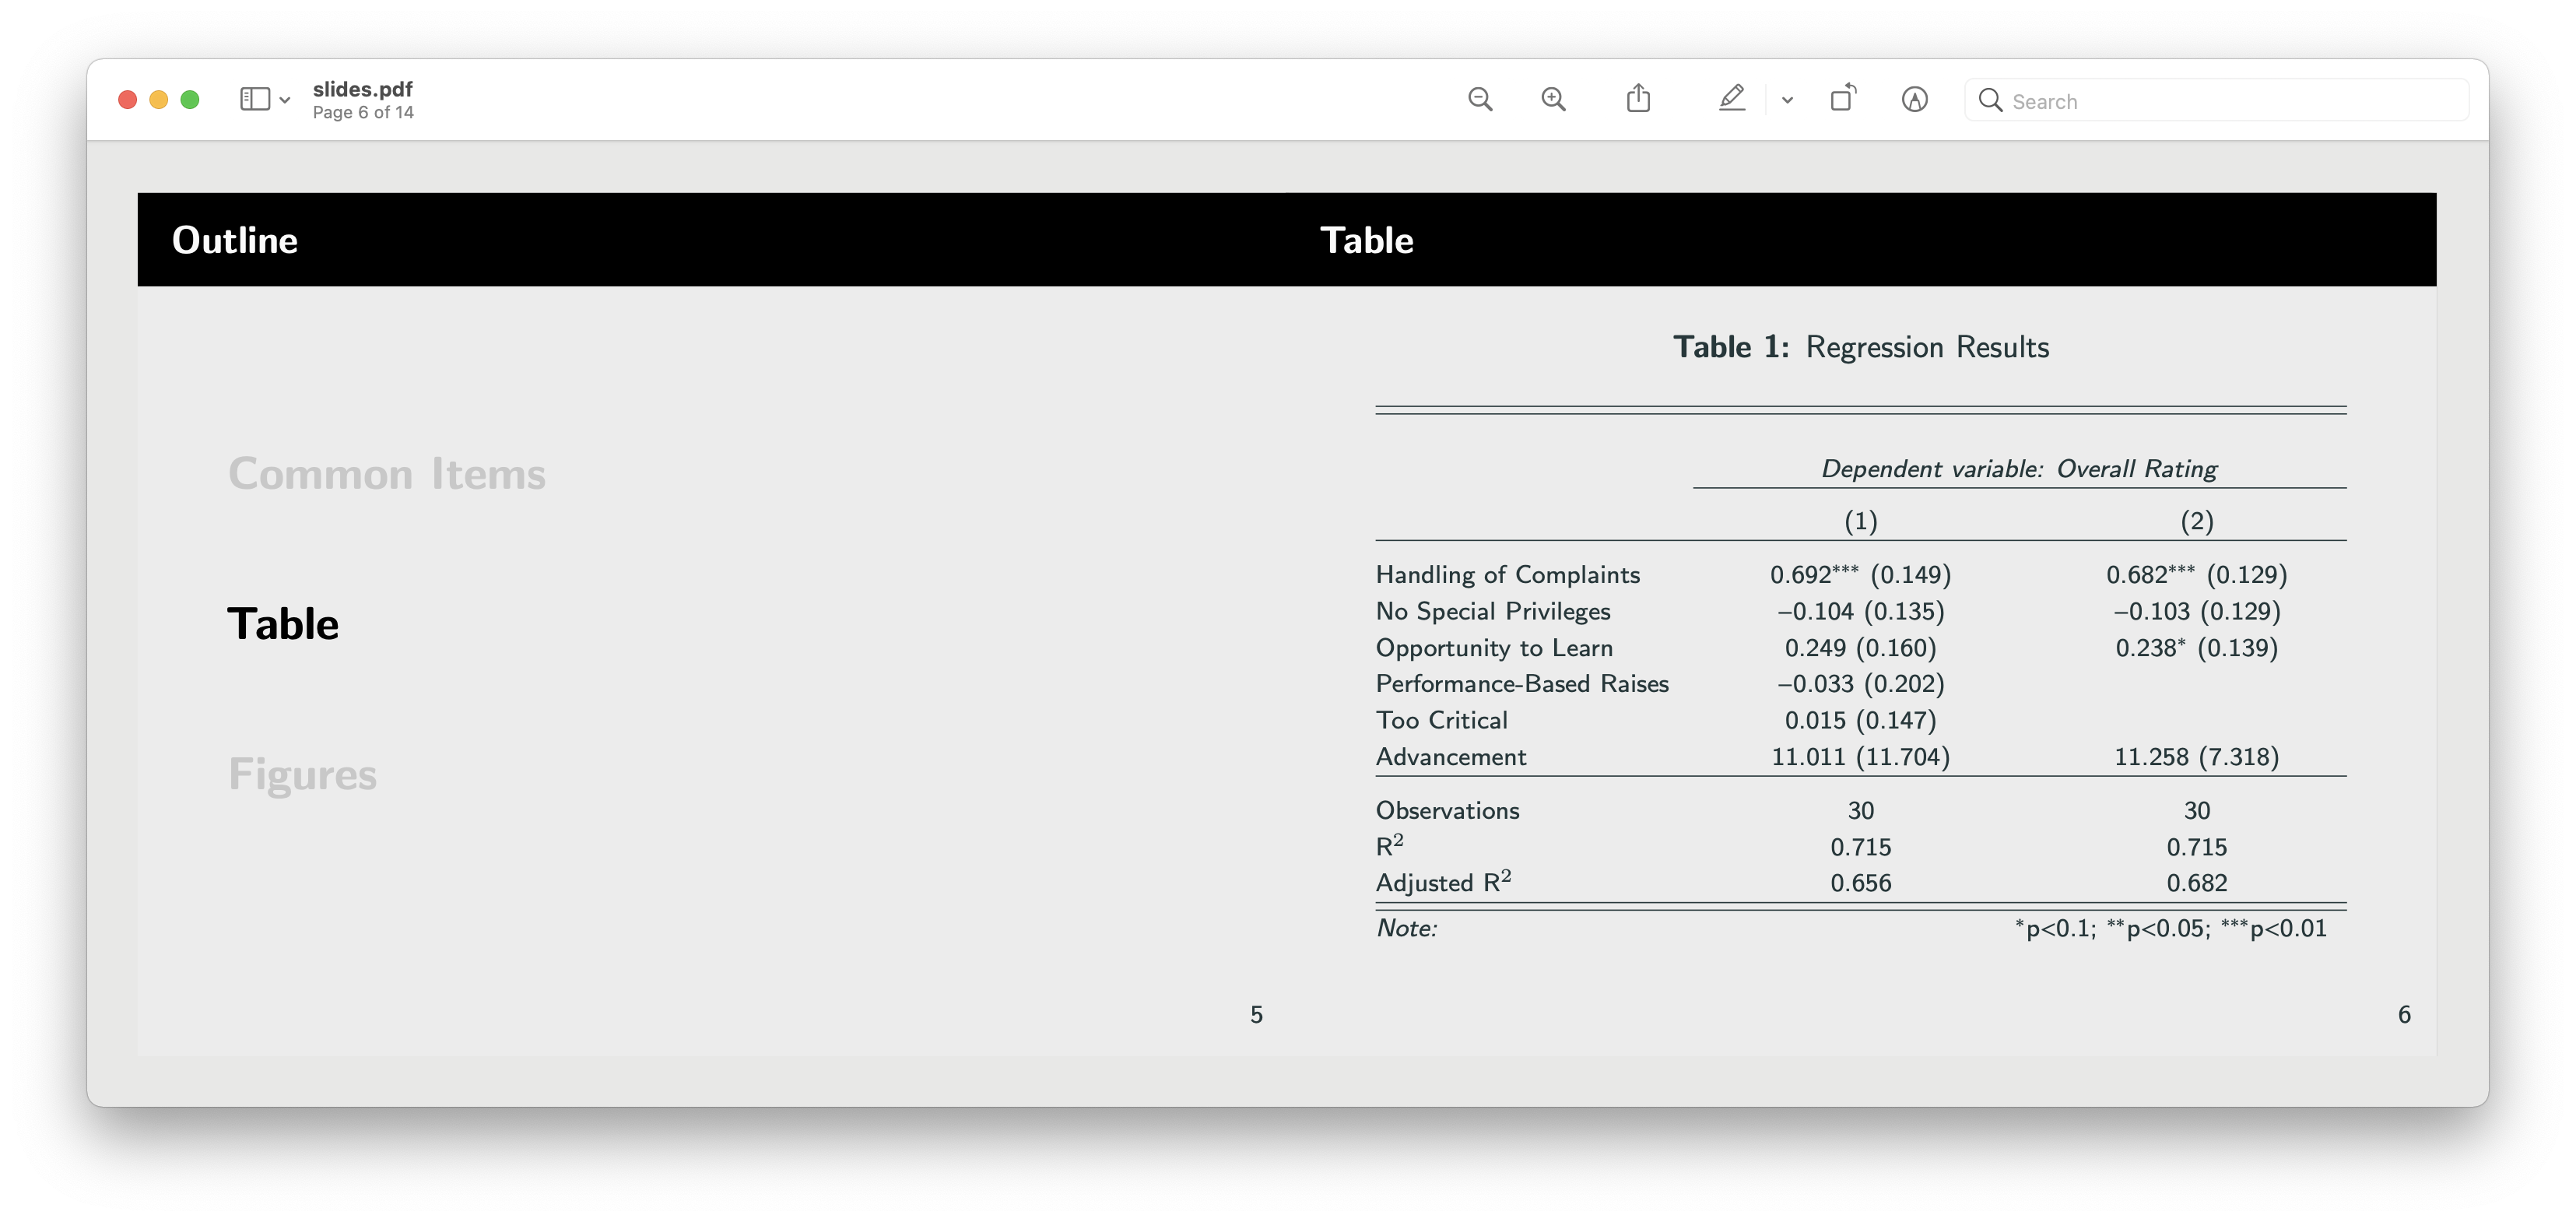 slides.pdf
Page 6 of 14
Search
Outline
Common Items
Table
Figures
5
Table
Table 1: Regression Results
Dependent variable: Overall Rating
(1) (2)
Handling of Complaints 0.692*** (0.149) 0.682*** (0.129)
No Special Privileges −0.104 (0.135) −0.103 (0.129)
Opportunity to Learn 0.249 (0.160) 0.238* (0.139)
Performance-Based Raises −0.033 (0.202)
Too Critical 0.015 (0.147)
Advancement 11.011 (11.704) 11.258 (7.318)
Observations 30 30
R² 0.715 0.715
Adjusted R² 0.656 0.682
Note: *p<0.1; **p<0.05; ***p<0.01
6